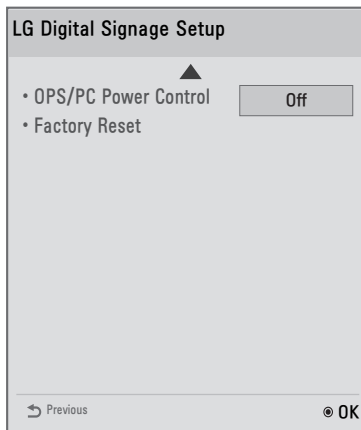 LG Digital Signage Setup
• OPS/PC Power Control Off
• Factory Reset
Previous OK